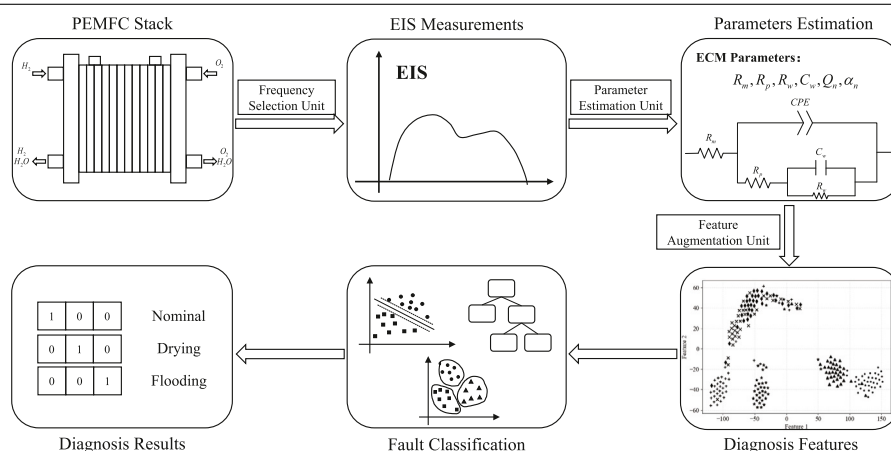 PEMFC Stack
EIS Measurements
Parameters Estimation
H2
O2
H2
H2O
O2
H2O
Frequency
Selection Unit
EIS
Parameter
Estimation Unit
ECM Parameters:
Rm, Rp, Rw, Cw, Qn, αn
CPE
Rm
Cw
Rp
Rw
Feature
Augmentation Unit
1 0 0 Nominal
0 1 0 Drying
0 0 1 Flooding
60
40
20
0
−20
−40
−60
Feature 2
−100 −50 0 50 100 150
Feature 1
Diagnosis Results
Fault Classification
Diagnosis Features